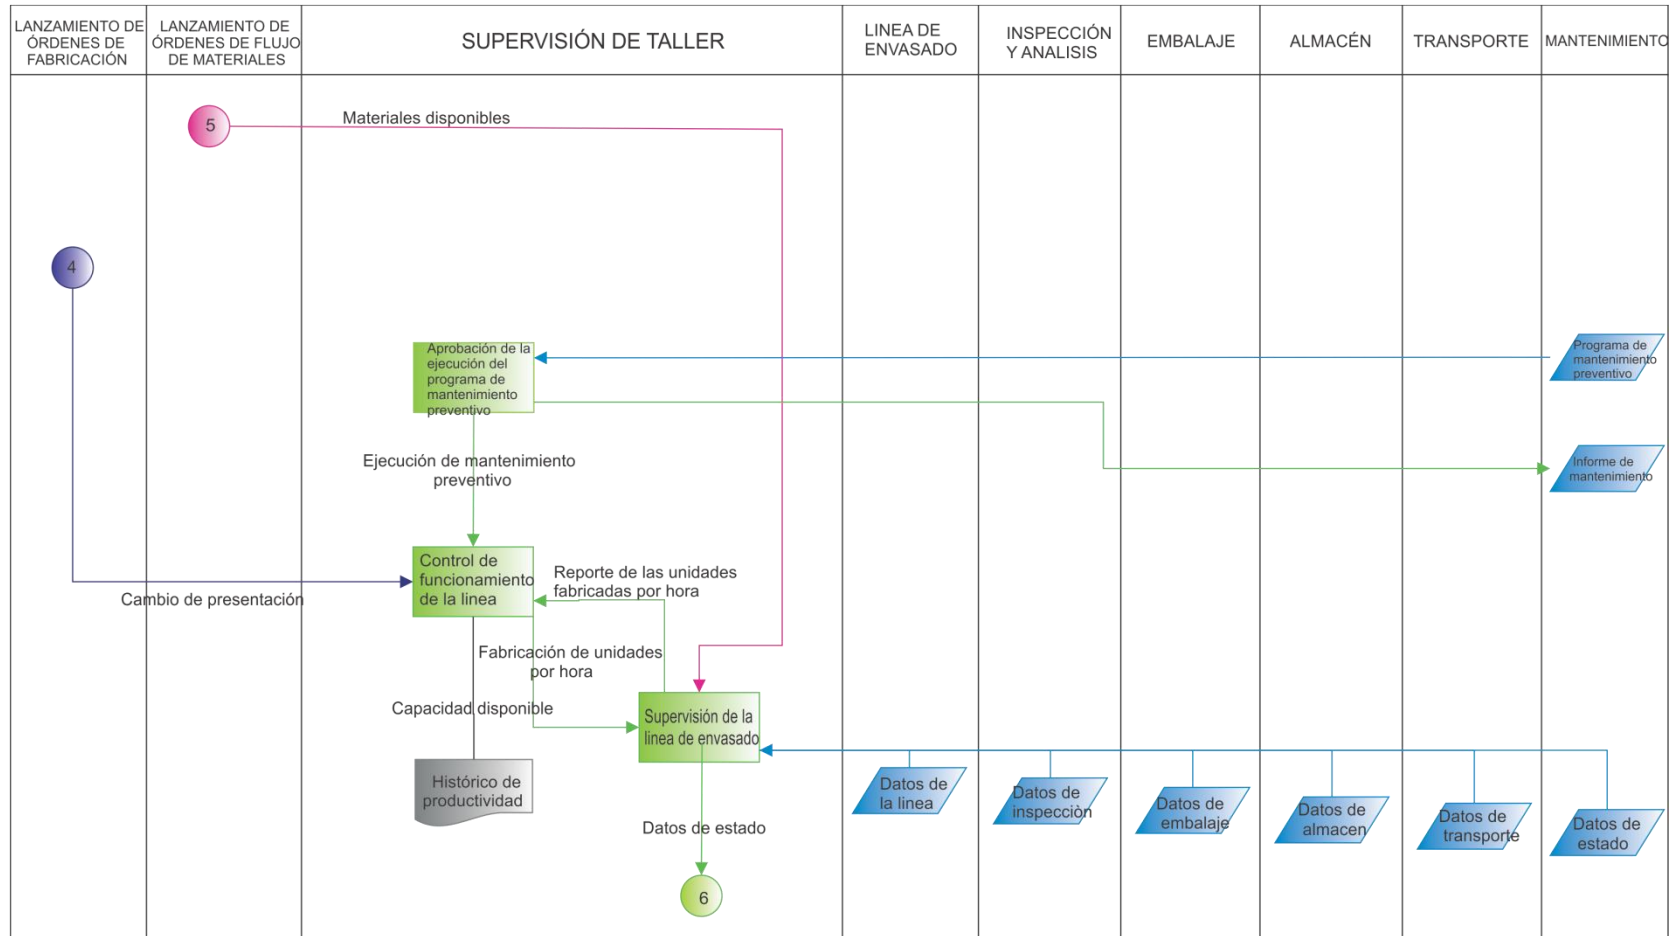 LANZAMIENTO DE
ÓRDENES DE
FABRICACIÓN
LANZAMIENTO DE
ÓRDENES DE FLUJO
DE MATERIALES
SUPERVISIÓN DE TALLER
LINEA DE
ENVASADO
INSPECCIÓN
Y ANALISIS
EMBALAJE
ALMACÉN
TRANSPORTE
MANTENIMIENTO
5
Materiales disponibles
4
Aprobación de la
ejecución del
programa de
mantenimiento
preventivo
Programa de
mantenimiento
preventivo
Ejecución de mantenimiento
preventivo
Informe de
mantenimiento
Control de
funcionamiento
de la linea
Reporte de las unidades
fabricadas por hora
Cambio de presentación
Fabricación de unidades
por hora
Capacidad disponible
Supervisión de la
linea de envasado
Histórico de
productividad
Datos de
la linea
Datos de
inspecciòn
Datos de
embalaje
Datos de
almacen
Datos de
transporte
Datos de
estado
Datos de estado
6